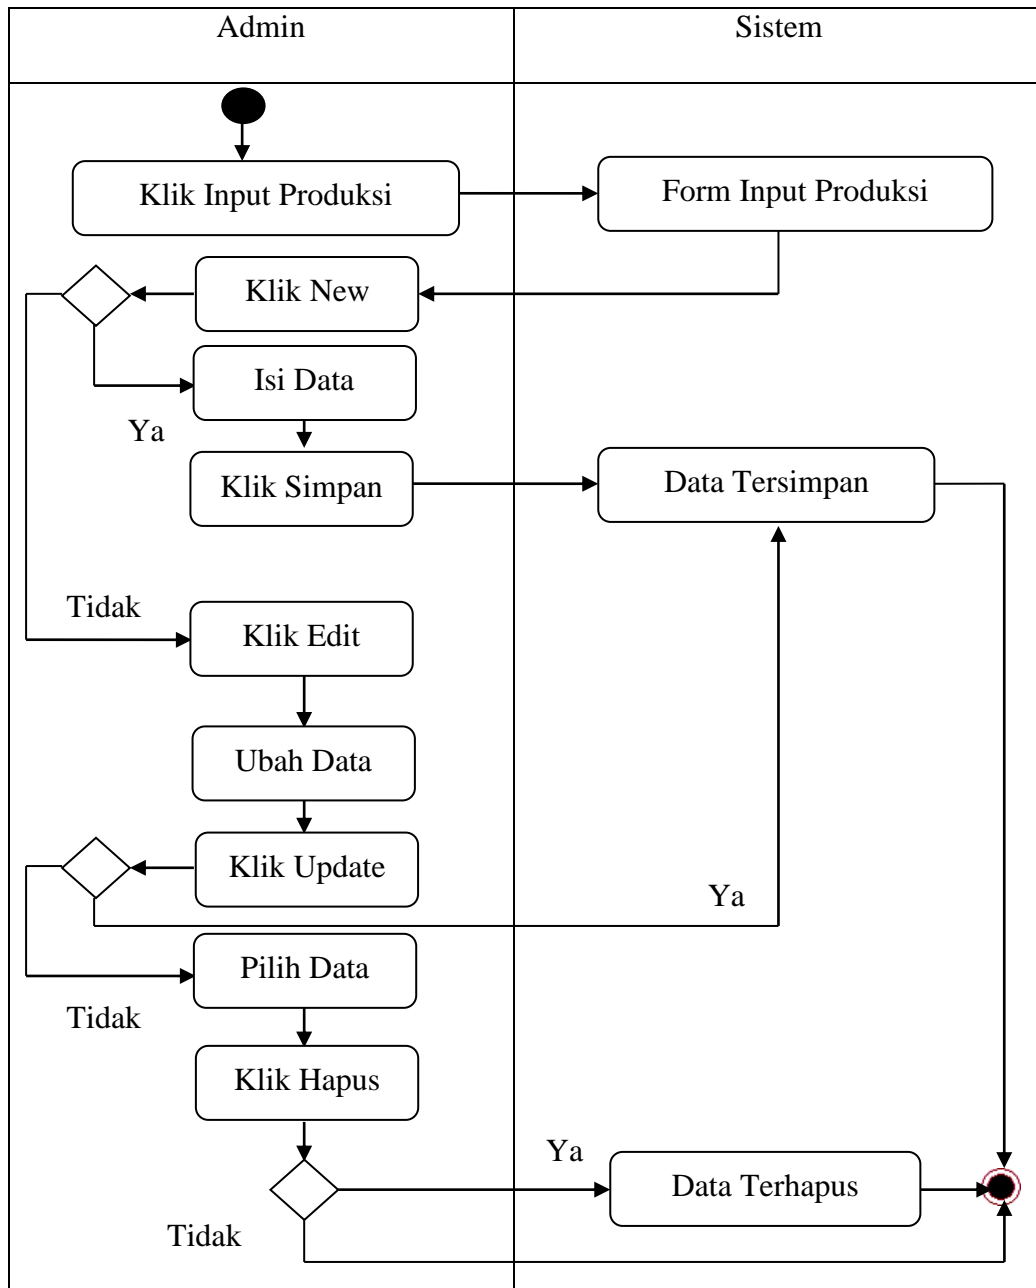 Admin
Sistem
Klik Input Produksi
Form Input Produksi
Klik New
Isi Data
Ya
Klik Simpan
Data Tersimpan
Tidak
Klik Edit
Ubah Data
Klik Update
Ya
Pilih Data
Tidak
Klik Hapus
Ya
Data Terhapus
Tidak